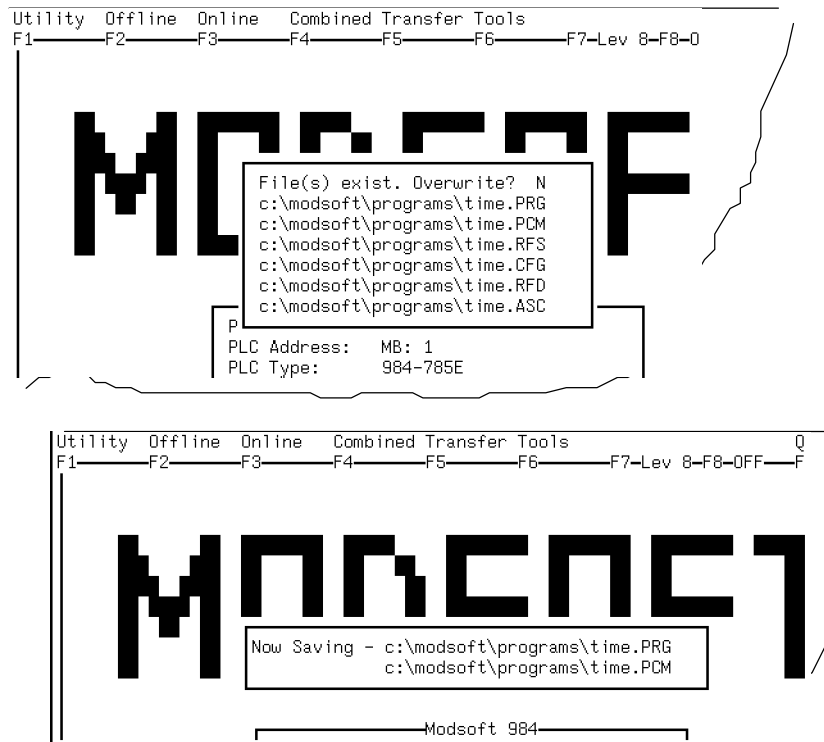 Utility Offline Online Combined Transfer Tools
F1 F2 F3 F4 F5 F6 F7-Lev 8-F8-O
File(s) exist. Overwrite? N
c:\modsoft\programs\time.PRG
c:\modsoft\programs\time.PCM
c:\modsoft\programs\time.RFS
c:\modsoft\programs\time.CFG
c:\modsoft\programs\time.RFD
c:\modsoft\programs\time.ASC
P
PLC Address: MB: 1
PLC Type: 984-785E
Utility Offline Online Combined Transfer Tools Q
F1 F2 F3 F4 F5 F6 F7-Lev 8-F8-OFF F
Now Saving - c:\modsoft\programs\time.PRG
c:\modsoft\programs\time.PCM
Modsoft 984